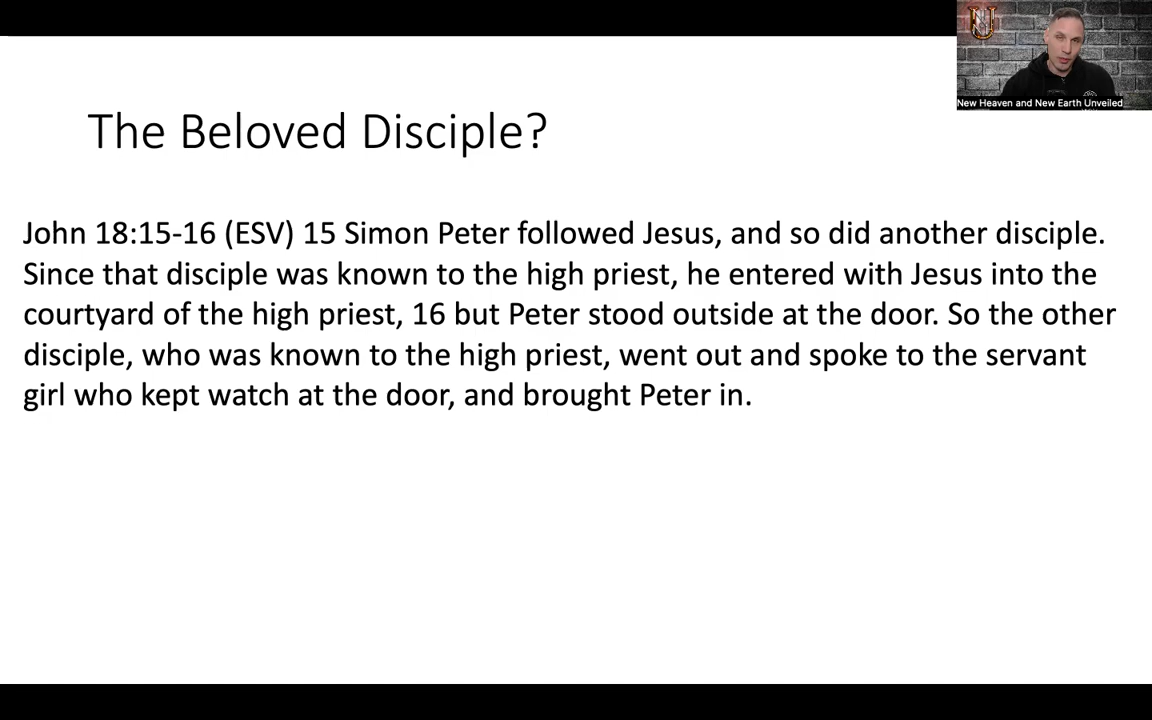 New Heaven and New Earth Unveiled
The Beloved Disciple?
John 18:15-16 (ESV) 15 Simon Peter followed Jesus, and so did another disciple.
Since that disciple was known to the high priest, he entered with Jesus into the
courtyard of the high priest, 16 but Peter stood outside at the door. So the other
disciple, who was known to the high priest, went out and spoke to the servant
girl who kept watch at the door, and brought Peter in.